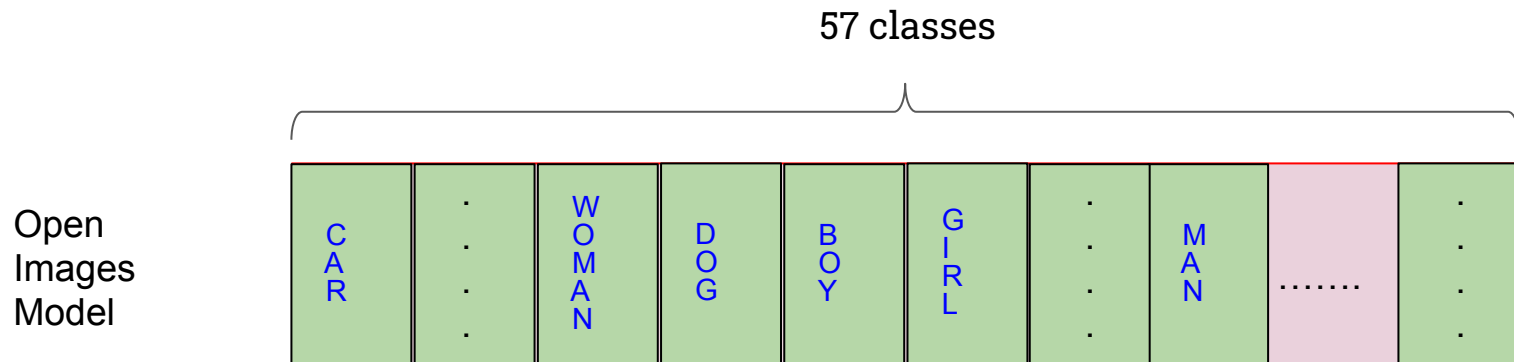 57 classes
Open
Images
Model
CAR
....
WOMAN
DOG
BOY
GIRL
....
MAN
.......
....